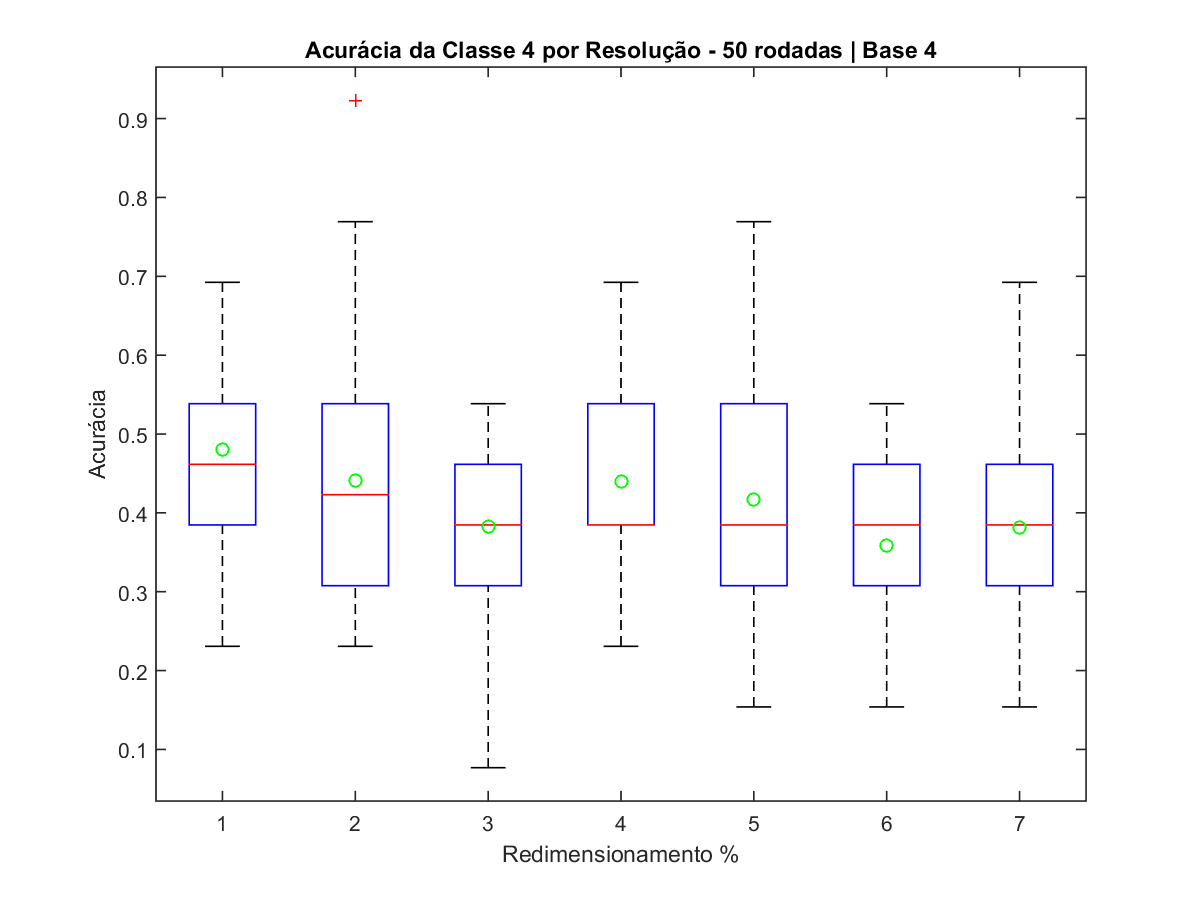 Acurácia da Classe 4 por Resolução - 50 rodadas | Base 4
0.9
0.8
0.7
0.6
0.5
0.4
0.3
0.2
0.1
Acurácia
1 2 3 4 5 6 7
Redimensionamento %